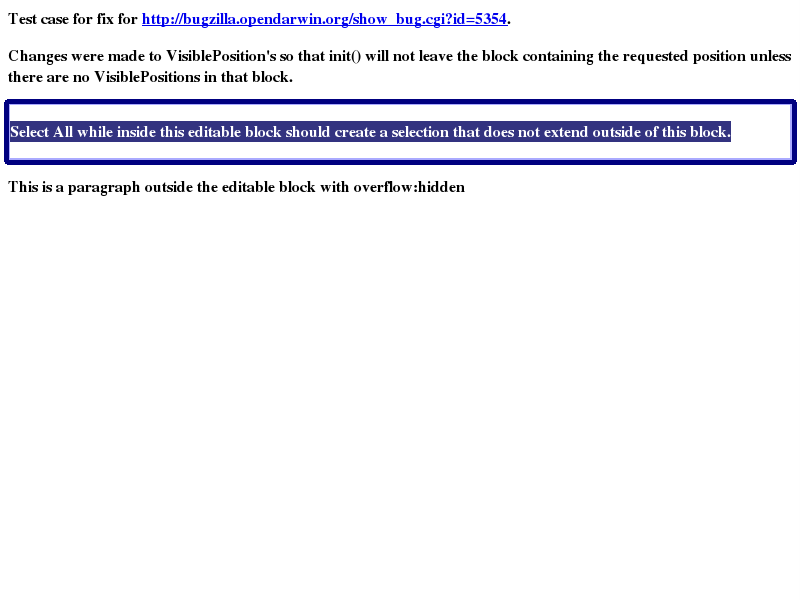 Test case for fix for http://bugzilla.opendarwin.org/show_bug.cgi?id=5354.
Changes were made to VisiblePosition's so that init() will not leave the block containing the requested position unless
there are no VisiblePositions in that block.
Select All while inside this editable block should create a selection that does not extend outside of this block.
This is a paragraph outside the editable block with overflow:hidden